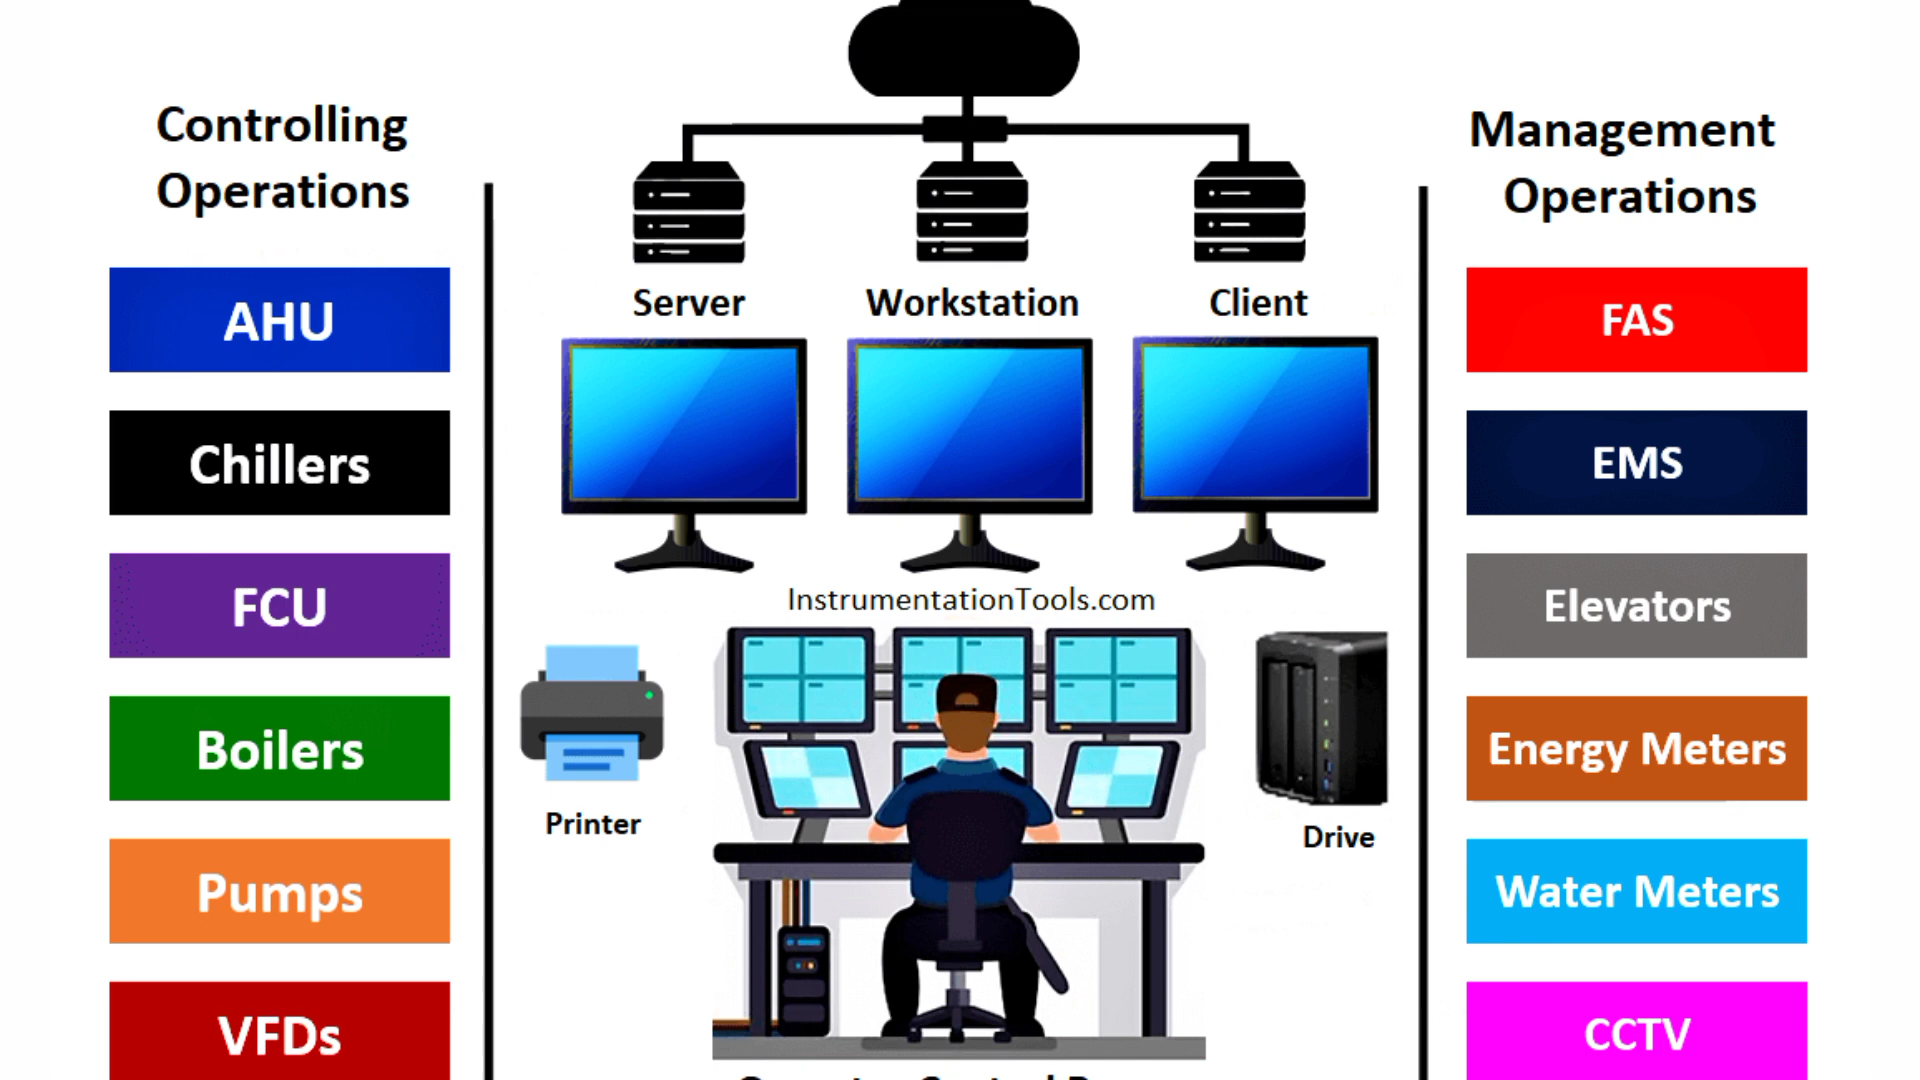 Controlling
Operations
AHU
Chillers
FCU
Boilers
Pumps
VFDs
Server
Workstation
Client
InstrumentationTools.com
Printer
Drive
Management
Operations
FAS
EMS
Elevators
Energy Meters
Water Meters
CCTV